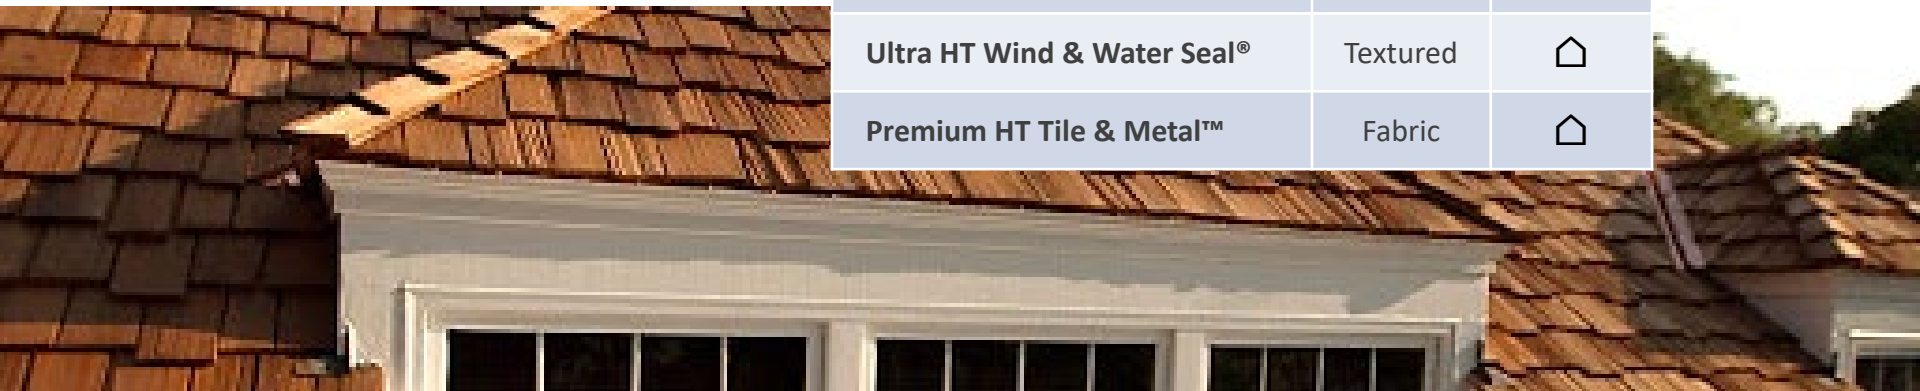 Ultra HT Wind & Water Seal® Textured
Premium HT Tile & Metal™ Fabric